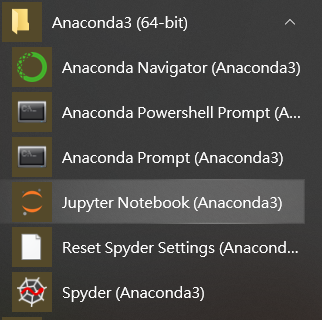 Anaconda3 (64-bit)
Anaconda Navigator (Anaconda3)
Anaconda Powershell Prompt (A...
Anaconda Prompt (Anaconda3)
Jupyter Notebook (Anaconda3)
Reset Spyder Settings (Anacond...
Spyder (Anaconda3)